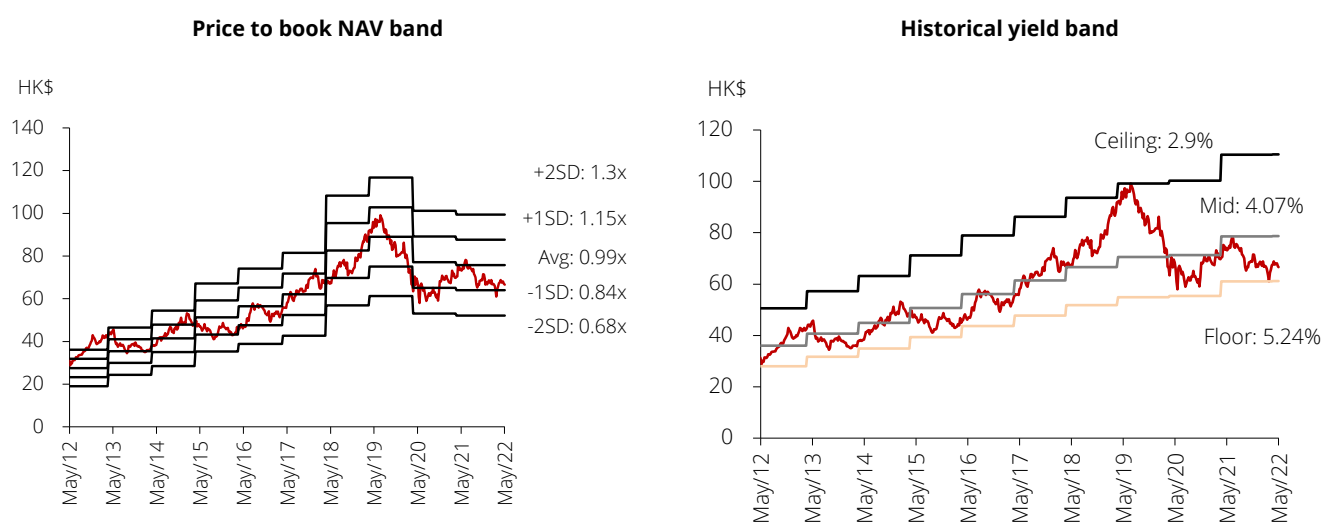 Price to book NAV band
HK$
140
120
100
80
60
40
20
0
+2SD: 1.3x
+1SD: 1.15x
Avg: 0.99x
-1SD: 0.84x
-2SD: 0.68x
May/12
May/13
May/14
May/15
May/16
May/17
May/18
May/19
May/20
May/21
May/22
Historical yield band
HK$
120
100
80
60
40
20
0
Ceiling: 2.9%
Mid: 4.07%
Floor: 5.24%
May/12
May/13
May/14
May/15
May/16
May/17
May/18
May/19
May/20
May/21
May/22